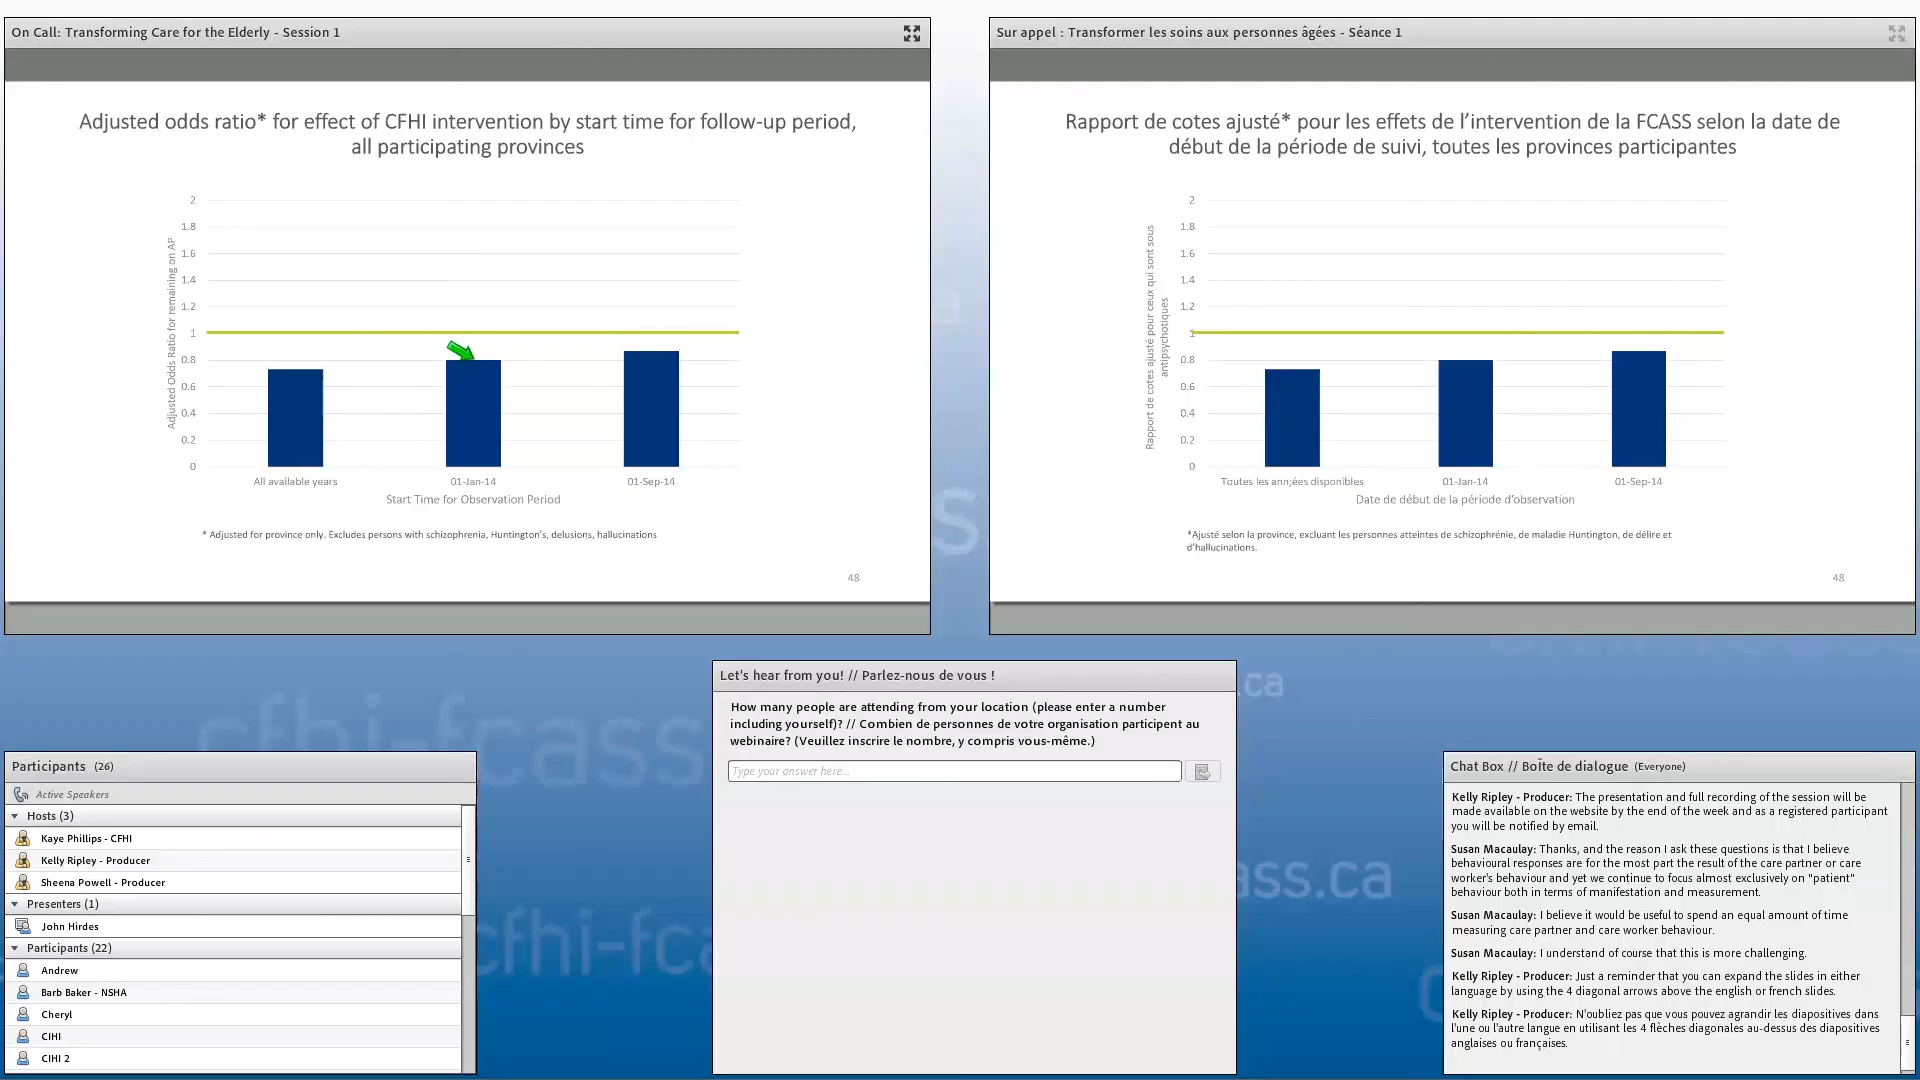 On Call: Transforming Care for the Elderly - Session 1
Adjusted odds ratio* for effect of CFHI intervention by start time for follow-up period,
all participating provinces
Adjusted Odds Ratio for remaining on AP
2
1.8
1.6
1.4
1.2
1
0.8
0.6
0.4
0.2
0
All available years
01-Jan-14
01-Sep-14
Start Time for Observation Period
* Adjusted for province only. Excludes persons with schizophrenia, Huntington's, delusions, hallucinations
48
Sur appel : Transformer les soins aux personnes âgées - Séance 1
Rapport de cotes ajusté* pour les effets de l'intervention de la FCASS selon la date de
début de la période de suivi, toutes les provinces participantes
Rapport de cotes ajusté pour ceux qui sont sous
antipsychotiques
2
1.8
1.6
1.4
1.2
1
0.8
0.6
0.4
0.2
0
Toutes les ann;ées disponibles
01-Jan-14
01-Sep-14
Date de début de la période d'observation
*Ajusté selon la province, excluant les personnes atteintes de schizophrénie, de maladie Huntington, de délire et
d'hallucinations.
48
cfhi-fcass
.ca
ass.ca
cfhi-fca
Participants (26)
Active Speakers
Hosts (3)
Kaye Phillips - CFHI
Kelly Ripley - Producer
Sheena Powell - Producer
Presenters (1)
John Hirdes
Participants (22)
Andrew
Barb Baker - NSHA
Cheryl
CIHI
CIHI 2
Let's hear from you! // Parlez-nous de vous !
How many people are attending from your location (please enter a number
including yourself)? // Combien de personnes de votre organisation participent au
webinaire? (Veuillez inscrire le nombre, y compris vous-même.)
Type your answer here...
Chat Box // Boîte de dialogue (Everyone)
Kelly Ripley - Producer: The presentation and full recording of the session will be
made available on the website by the end of the week and as a registered participant
you will be notified by email.
Susan Macaulay: Thanks, and the reason I ask these questions is that I believe
behavioural responses are for the most part the result of the care partner or care
worker's behaviour and yet we continue to focus almost exclusively on "patient"
behaviour both in terms of manifestation and measurement.
Susan Macaulay: I believe it would be useful to spend an equal amount of time
measuring care partner and care worker behaviour.
Susan Macaulay: I understand of course that this is more challenging.
Kelly Ripley - Producer: Just a reminder that you can expand the slides in either
language by using the 4 diagonal arrows above the english or french slides.
Kelly Ripley - Producer: N'oubliez pas que vous pouvez agrandir les diapositives dans
l'une ou l'autre langue en utilisant les 4 flèches diagonales au-dessus des diapositives
anglaises ou françaises.